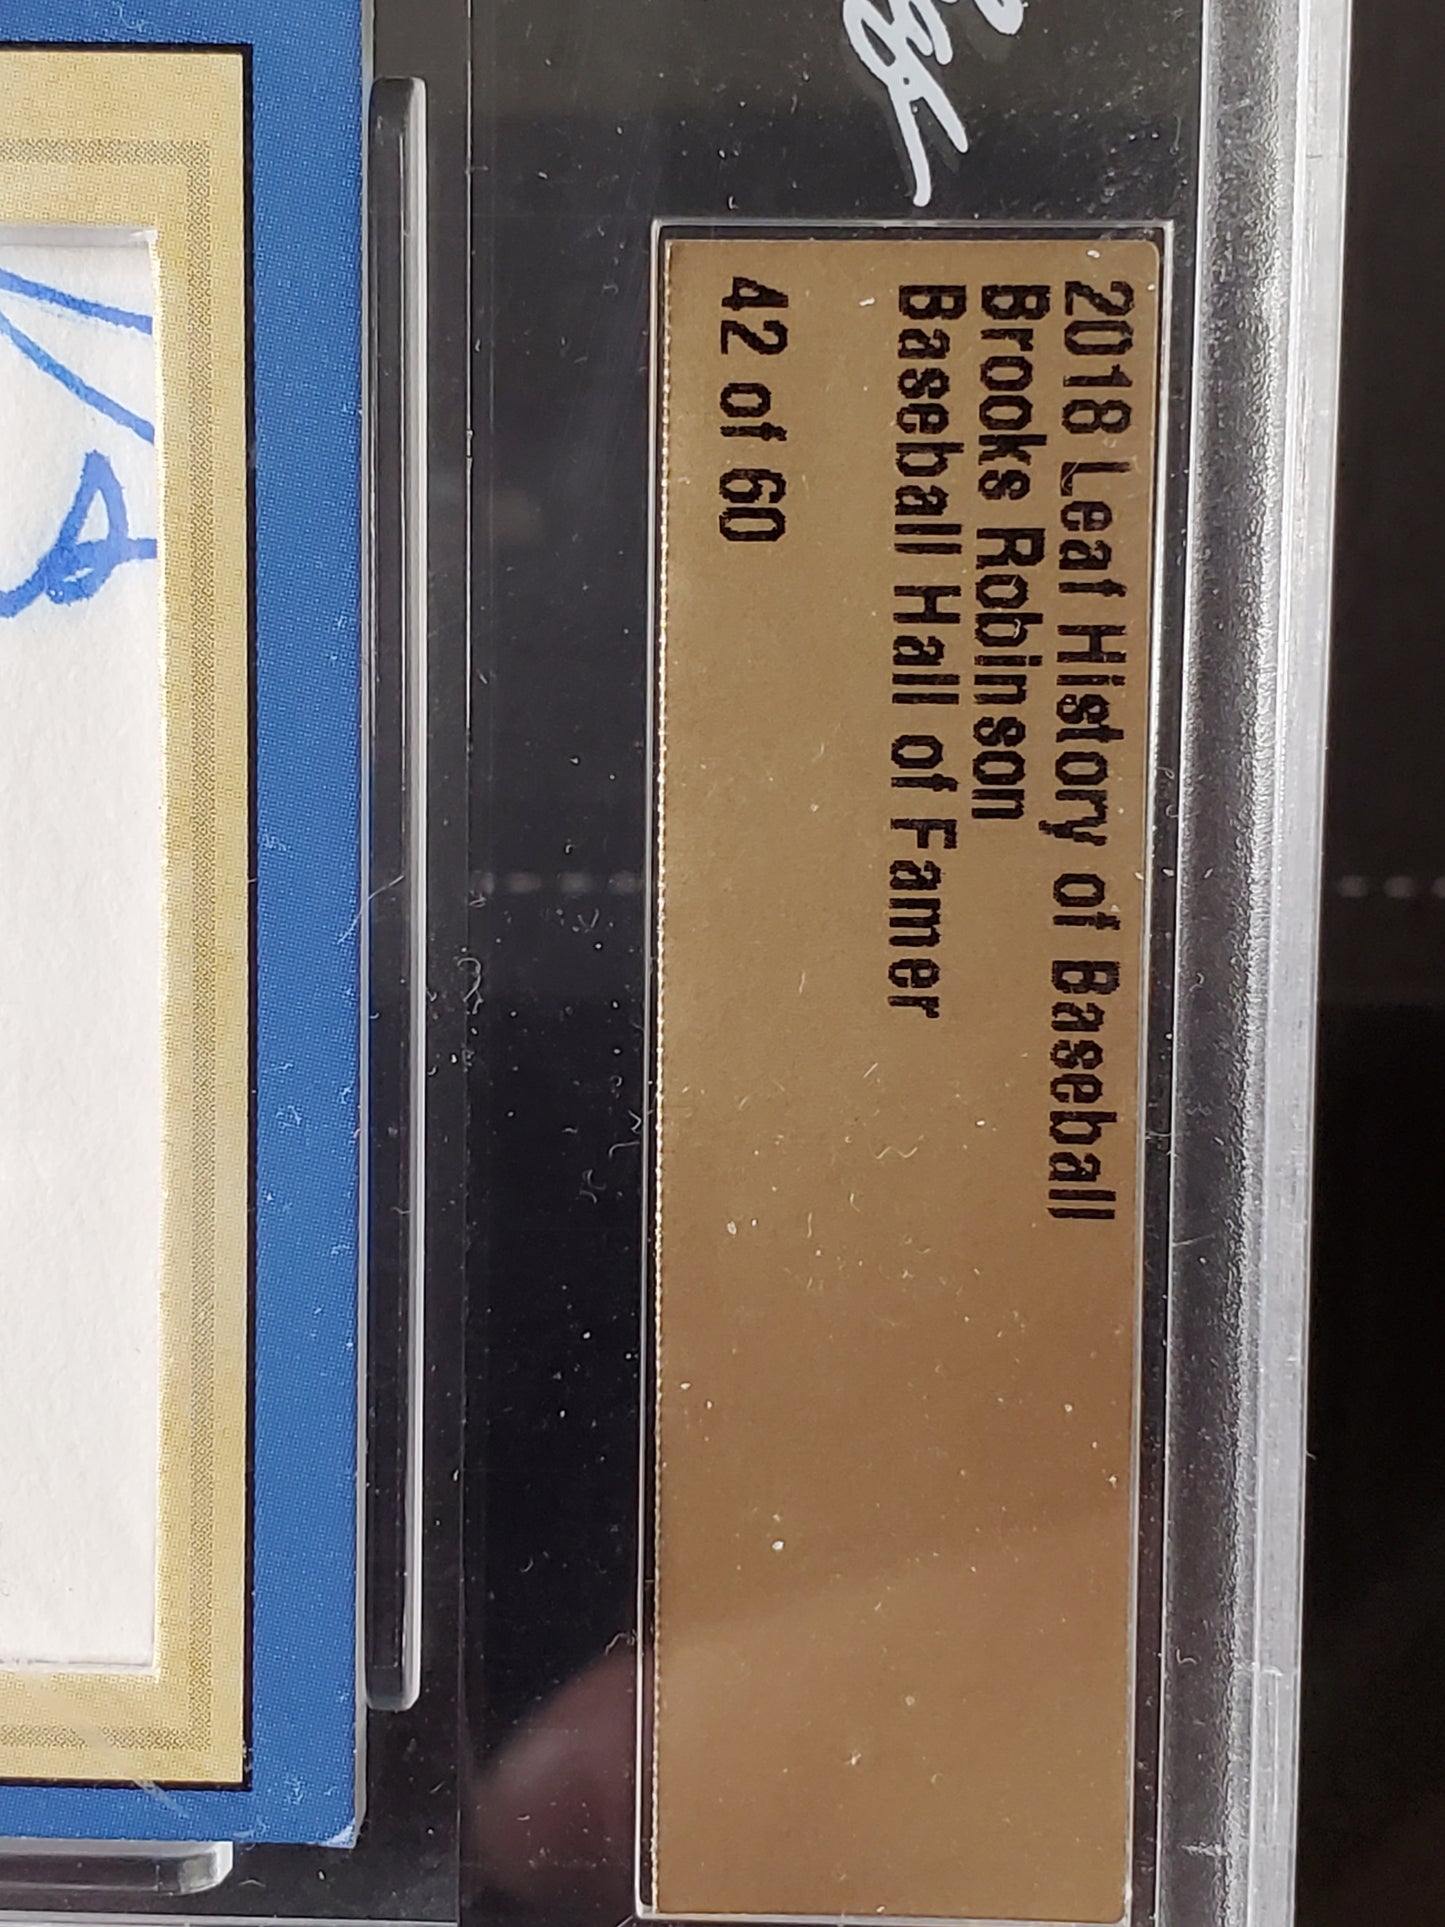 2018 Leaf History of Baseball
Brooks Robinson
Baseball Hall of Famer
42 of 60